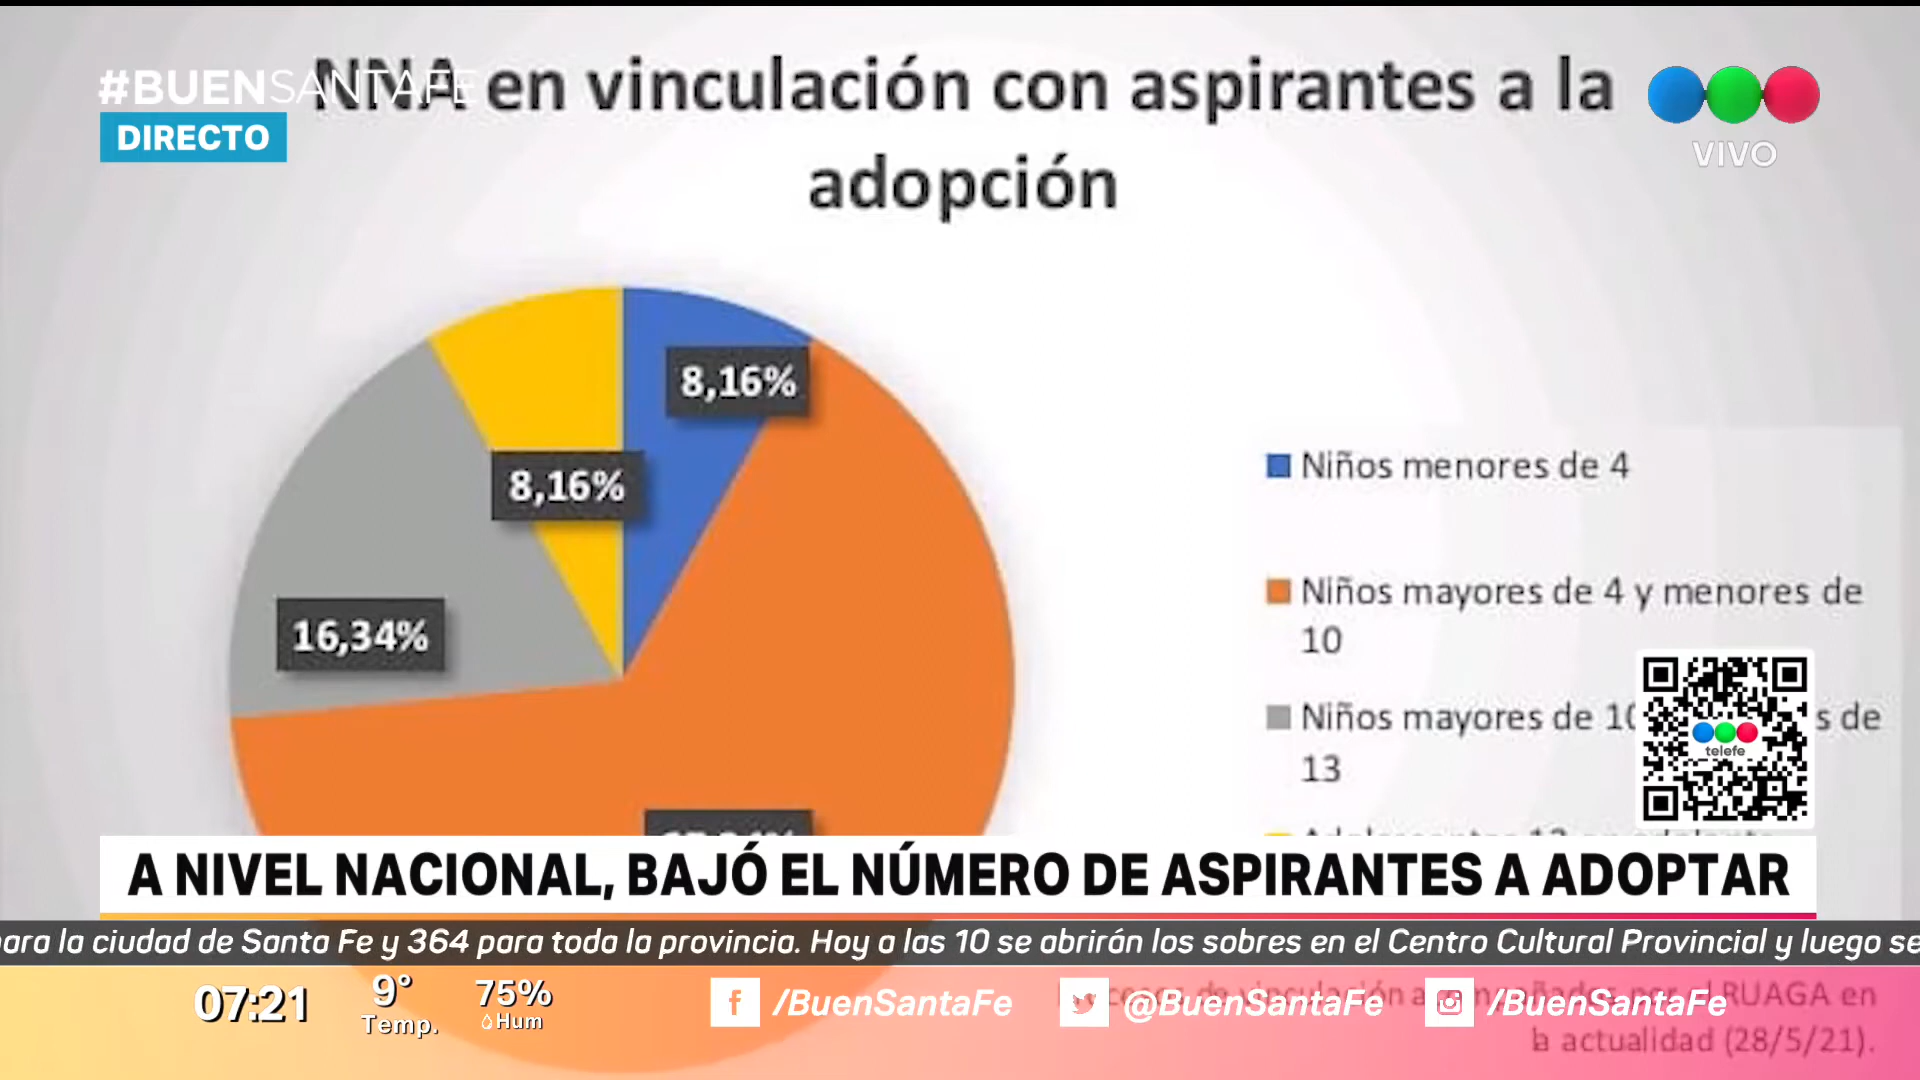 #BUENSANTAFE
DIRECTO
NNA en vinculación con aspirantes a la
adopción
VIVO
8,16%
8,16%
16,34%
Niños menores de 4
Niños mayores de 4 y menores de
10
Niños mayores de 10 s de
13
telefe
A NIVEL NACIONAL, BAJÓ EL NÚMERO DE ASPIRANTES A ADOPTAR
para la ciudad de Santa Fe y 364 para toda la provincia. Hoy a las 10 se abrirán los sobres en el Centro Cultural Provincial y luego se
07:21
9°
Temp.
75%
Hum
/BuenSantaFe
@BuenSantaFe
/BuenSantaFe
RUAGA en
la actualidad (28/5/21).